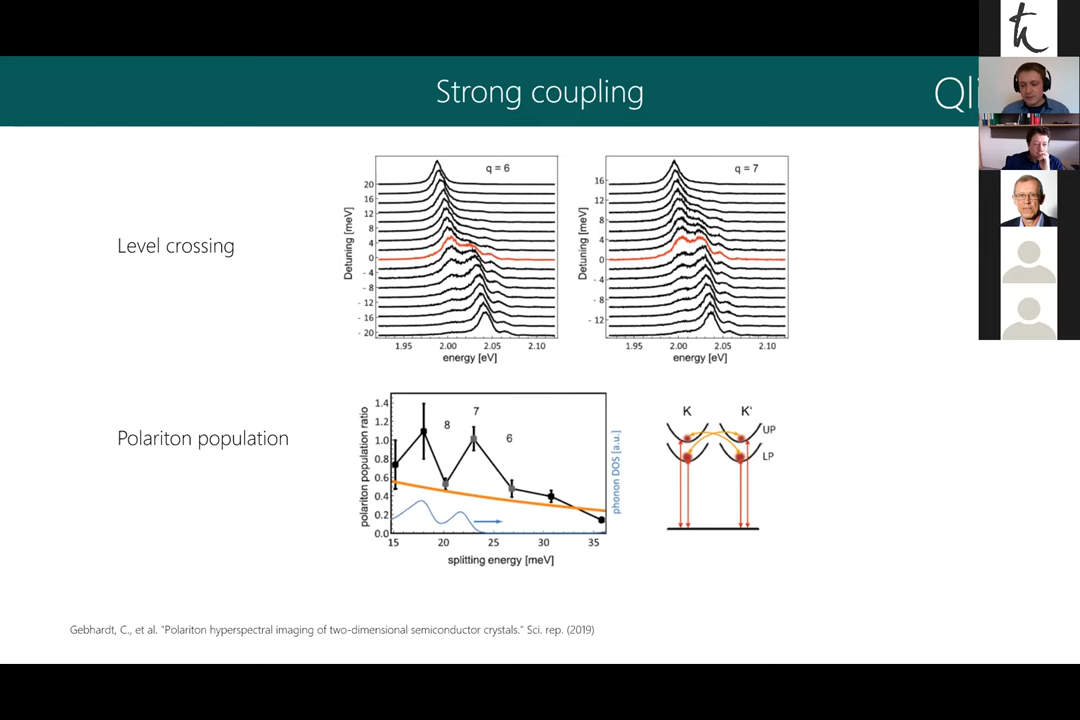 Strong coupling
Qli
Level crossing
q = 6
Detuning [meV]
20
16
12
8
4
0
- 4
- 8
- 12
- 16
- 20
1.95 2.00 2.05 2.10
energy [eV]
q = 7
Detuning [meV]
16
12
8
4
0
- 4
- 8
- 12
1.95 2.00 2.05 2.10
energy [eV]
Polariton population
polariton population ratio
1.4
1.2
1.0
0.8
0.6
0.4
0.2
0.0
8
7
6
15 20 25 30 35
splitting energy [meV]
phonon DOS [a.u.]
K K'
UP
LP
Gebhardt, C., et al. "Polariton hyperspectral imaging of two-dimensional semiconductor crystals." Sci. rep. (2019)